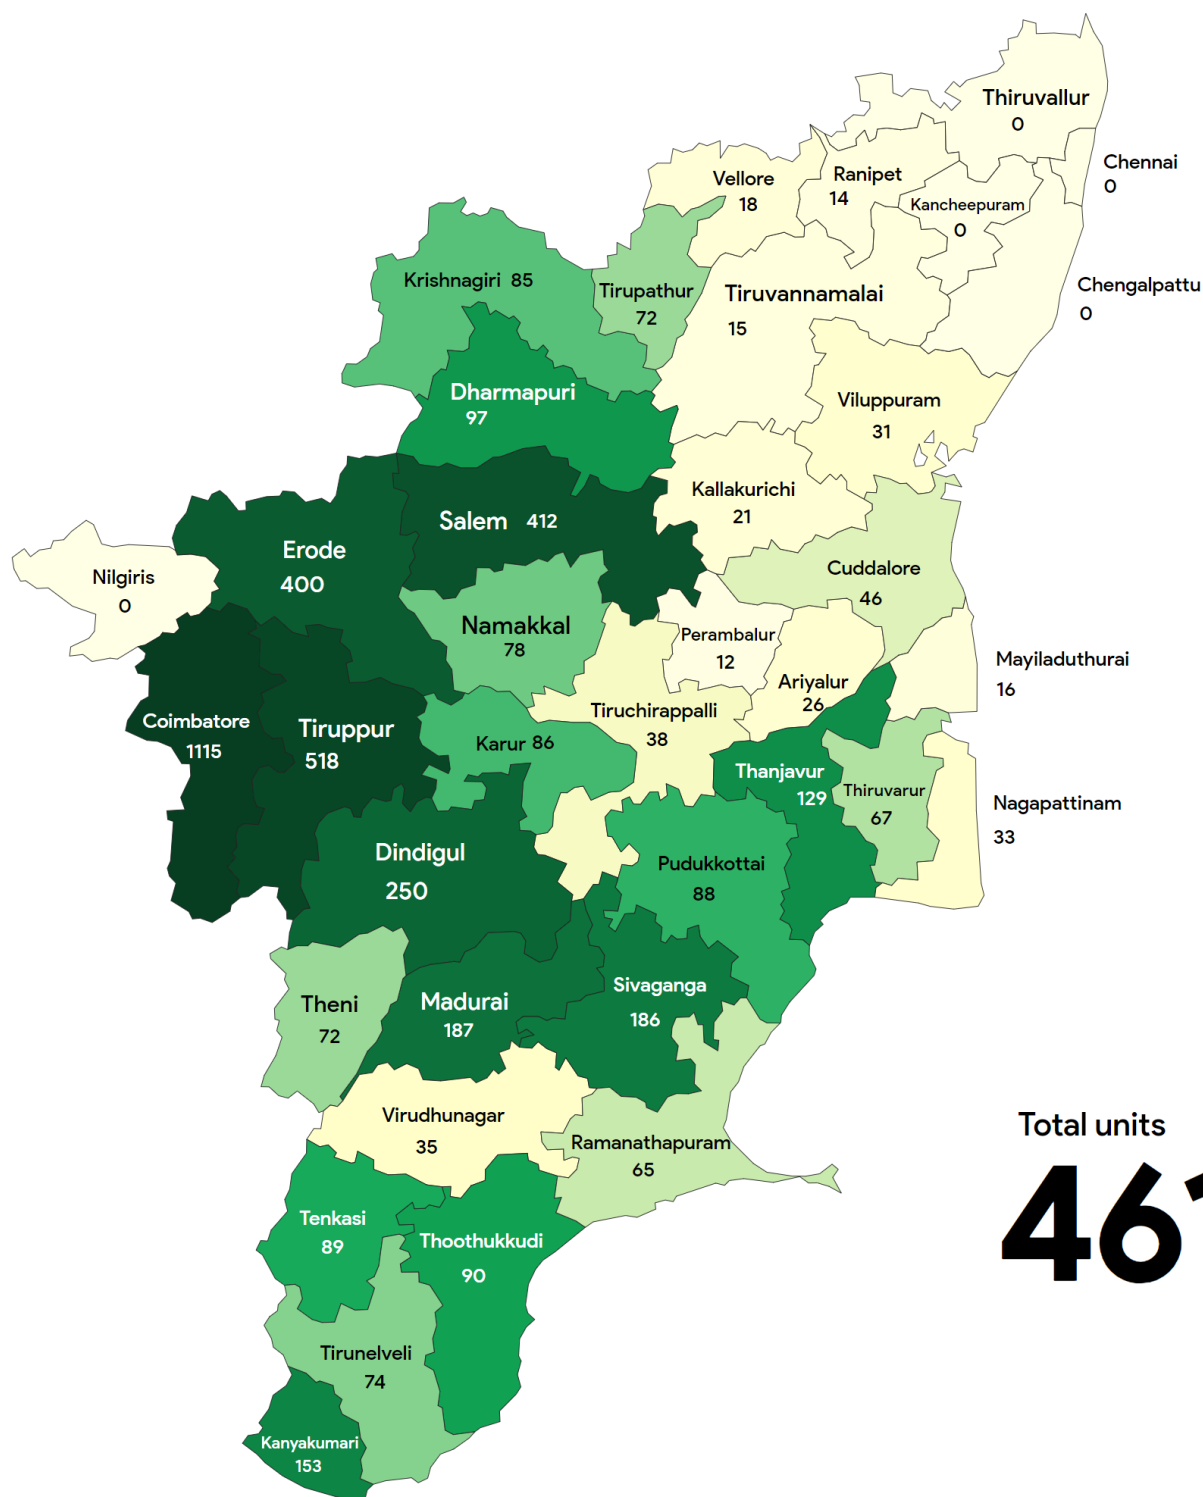 Thiruvallur
0
Chennai
0
Ranipet
14
Vellore
18
Kancheepuram
0
Krishnagiri 85
Tirupathur
72
Tiruvannamalai
15
Chengalpattu
0
Dharmapuri
97
Viluppuram
31
Kallakurichi
21
Salem 412
Erode
400
Nilgiris
0
Cuddalore
46
Namakkal
78
Perambalur
12
Mayiladuthurai
16
Ariyalur
26
Coimbatore
1115
Tiruppur
518
Tiruchirappalli
38
Karur 86
Thanjavur
129
Thiruvarur
67
Nagapattinam
33
Dindigul
250
Pudukkottai
88
Theni
72
Madurai
187
Sivaganga
186
Virudhunagar
35
Ramanathapuram
65
Total units
461
Tenkasi
89
Thoothukkudi
90
Tirunelveli
74
Kanyakumari
153